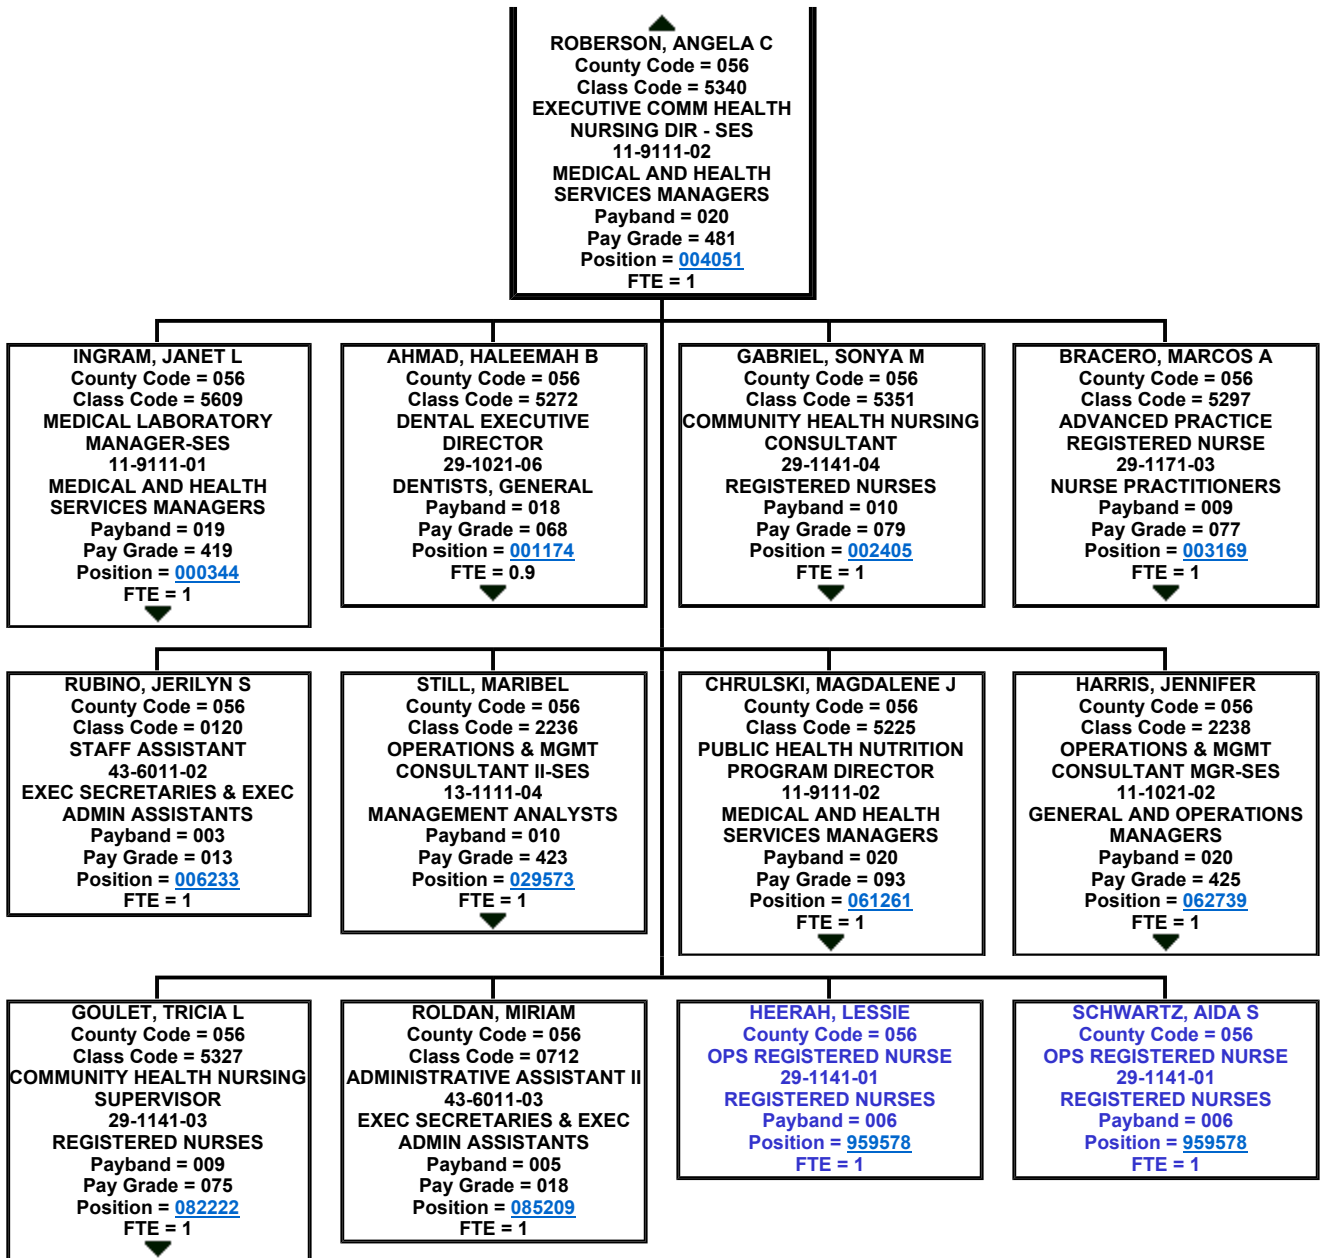 ROBERSON, ANGELA C
County Code = 056
Class Code = 5340
EXECUTIVE COMM HEALTH
NURSING DIR - SES
11-9111-02
MEDICAL AND HEALTH
SERVICES MANAGERS
Payband = 020
Pay Grade = 481
Position = 004051
FTE = 1
INGRAM, JANET L
County Code = 056
Class Code = 5609
MEDICAL LABORATORY
MANAGER-SES
11-9111-01
MEDICAL AND HEALTH
SERVICES MANAGERS
Payband = 019
Pay Grade = 419
Position = 000344
FTE = 1
AHMAD, HALEEMAH B
County Code = 056
Class Code = 5272
DENTAL EXECUTIVE
DIRECTOR
29-1021-06
DENTISTS, GENERAL
Payband = 018
Pay Grade = 068
Position = 001174
FTE = 0.9
GABRIEL, SONYA M
County Code = 056
Class Code = 5351
COMMUNITY HEALTH NURSING
CONSULTANT
29-1141-04
REGISTERED NURSES
Payband = 010
Pay Grade = 079
Position = 002405
FTE = 1
BRACERO, MARCOS A
County Code = 056
Class Code = 5297
ADVANCED PRACTICE
REGISTERED NURSE
29-1171-03
NURSE PRACTITIONERS
Payband = 009
Pay Grade = 077
Position = 003169
FTE = 1
RUBINO, JERILYN S
County Code = 056
Class Code = 0120
STAFF ASSISTANT
43-6011-02
EXEC SECRETARIES & EXEC
ADMIN ASSISTANTS
Payband = 003
Pay Grade = 013
Position = 006233
FTE = 1
STILL, MARIBEL
County Code = 056
Class Code = 2236
OPERATIONS & MGMT
CONSULTANT II-SES
13-1111-04
MANAGEMENT ANALYSTS
Payband = 010
Pay Grade = 423
Position = 029573
FTE = 1
CHRULSKI, MAGDALENE J
County Code = 056
Class Code = 5225
PUBLIC HEALTH NUTRITION
PROGRAM DIRECTOR
11-9111-02
MEDICAL AND HEALTH
SERVICES MANAGERS
Payband = 020
Pay Grade = 093
Position = 061261
FTE = 1
HARRIS, JENNIFER
County Code = 056
Class Code = 2238
OPERATIONS & MGMT
CONSULTANT MGR-SES
11-1021-02
GENERAL AND OPERATIONS
MANAGERS
Payband = 020
Pay Grade = 425
Position = 062739
FTE = 1
GOULET, TRICIA L
County Code = 056
Class Code = 5327
COMMUNITY HEALTH NURSING
SUPERVISOR
29-1141-03
REGISTERED NURSES
Payband = 009
Pay Grade = 075
Position = 082222
FTE = 1
ROLDAN, MIRIAM
County Code = 056
Class Code = 0712
ADMINISTRATIVE ASSISTANT II
43-6011-03
EXEC SECRETARIES & EXEC
ADMIN ASSISTANTS
Payband = 005
Pay Grade = 018
Position = 085209
FTE = 1
HEERAH, LESSIE
County Code = 056
OPS REGISTERED NURSE
29-1141-01
REGISTERED NURSES
Payband = 006
Position = 959578
FTE = 1
SCHWARTZ, AIDA S
County Code = 056
OPS REGISTERED NURSE
29-1141-01
REGISTERED NURSES
Payband = 006
Position = 959578
FTE = 1